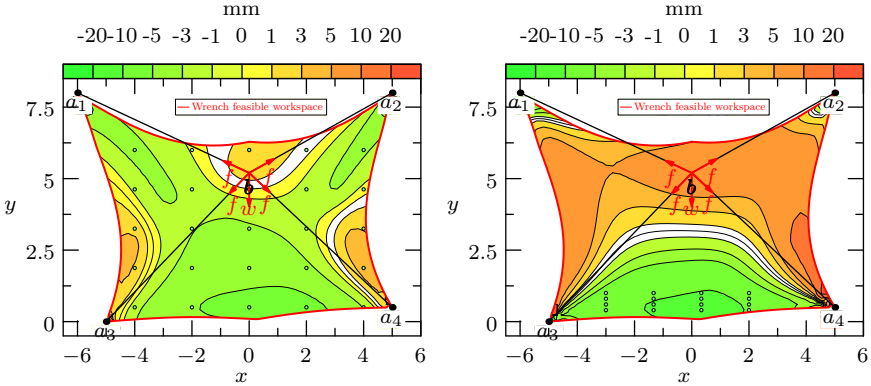 mm
-20 -10 -5 -3 -1 0 1 3 5 10 20
Wrench feasible workspace
a1 a2
7.5
5
2.5
0
y
f f
b
f w f
a3 a4
−6 −4 −2 0 2 4 6
x
mm
-20 -10 -5 -3 -1 0 1 3 5 10 20
Wrench feasible workspace
a1 a2
7.5
5
2.5
0
y
f f
b
f w f
a3 a4
−6 −4 −2 0 2 4 6
x